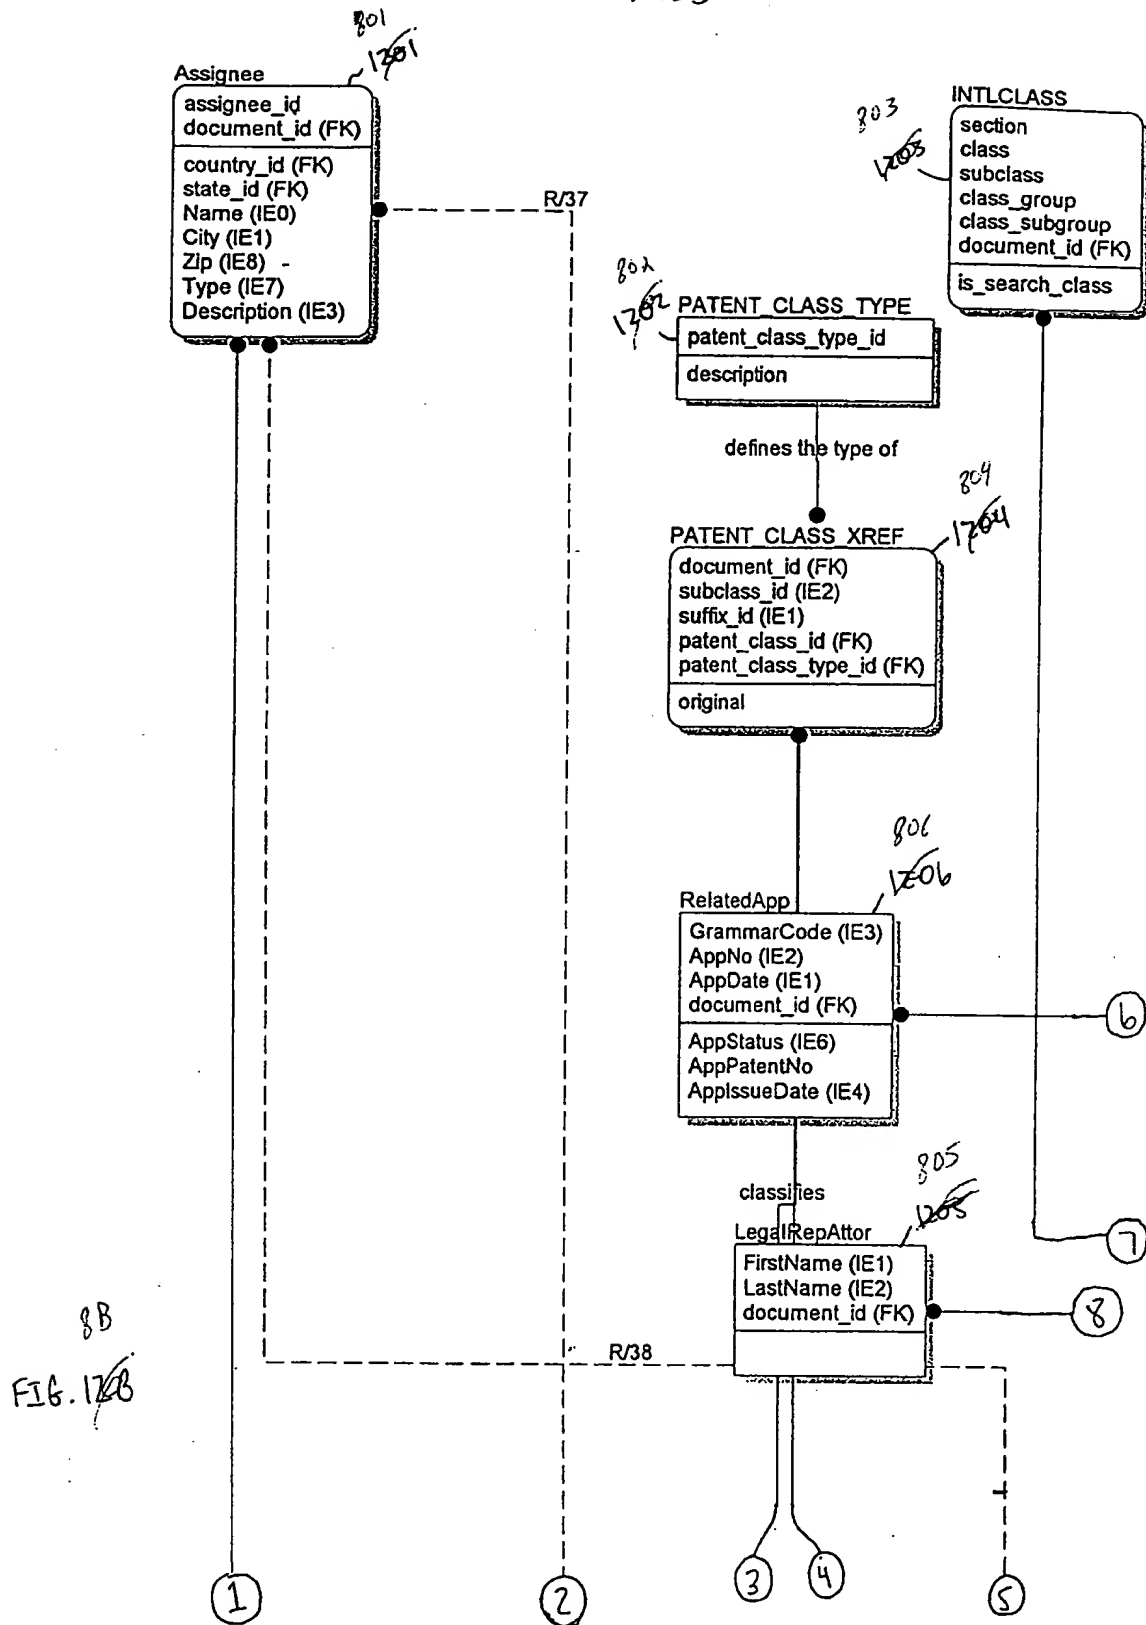 801
1201
Assignee
assignee_id
document_id (FK)
country_id (FK)
state_id (FK)
Name (IE0)
City (IE1)
Zip (IE8)
Type (IE7)
Description (IE3)
R/37
INTLCLASS
803
1203
section
class
subclass
class_group
class_subgroup
document_id (FK)
is_search_class
802
1202
PATENT_CLASS_TYPE
patent_class_type_id
description
defines the type of
804
1204
PATENT_CLASS_XREF
document_id (FK)
subclass_id (IE2)
suffix_id (IE1)
patent_class_id (FK)
patent_class_type_id (FK)
original
806
1206
RelatedApp
GrammarCode (IE3)
AppNo (IE2)
AppDate (IE1)
document_id (FK)
AppStatus (IE6)
AppPatentNo
AppIssueDate (IE4)
6
classifies
805
1205
LegalRepAttor
FirstName (IE1)
LastName (IE2)
document_id (FK)
7
8
R/38
8B
FIG. 12B
1
2
3
4
5